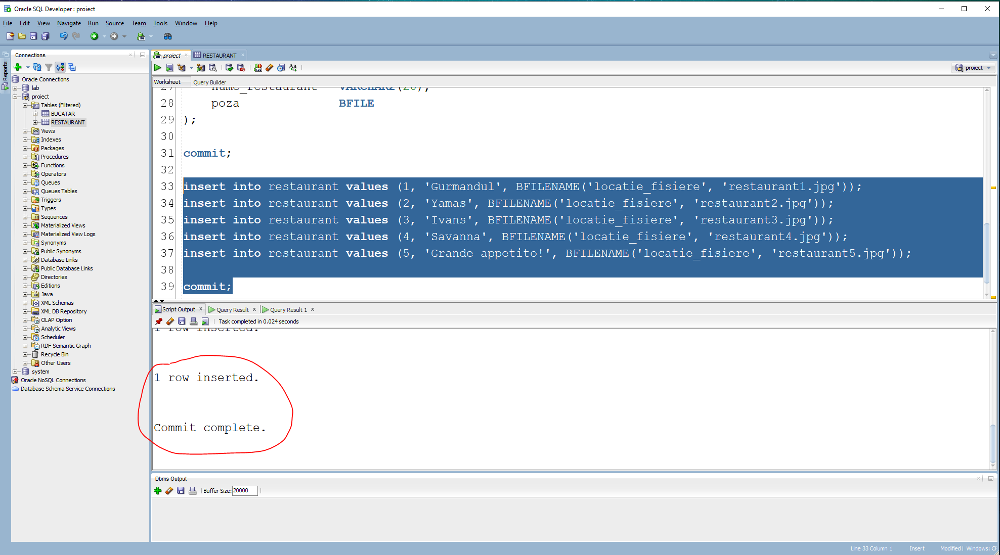 Oracle SQL Developer : proiect
File Edit View Navigate Run Source Team Tools Window Help
Reports
Connections
Oracle Connections
lab
proiect
Tables (Filtered)
BUCATAR
RESTAURANT
Views
Indexes
Packages
Procedures
Functions
Operators
Queues
Queues Tables
Triggers
Types
Sequences
Materialized Views
Materialized View Logs
Synonyms
Public Synonyms
Database Links
Public Database Links
Directories
Editions
Java
XML Schemas
XML DB Repository
OLAP Option
Analytic Views
Scheduler
RDF Semantic Graph
Recycle Bin
Other Users
system
Oracle NoSQL Connections
Database Schema Service Connections
proiect RESTAURANT
proiect
Worksheet Query Builder
27 nume_restaurant VARCHAR2(20),
28 poza BFILE
29 );
30
31 commit;
32
33 insert into restaurant values (1, 'Gurmandul', BFILENAME('locatie_fisiere', 'restaurant1.jpg'));
34 insert into restaurant values (2, 'Yamas', BFILENAME('locatie_fisiere', 'restaurant2.jpg'));
35 insert into restaurant values (3, 'Ivans', BFILENAME('locatie_fisiere', 'restaurant3.jpg'));
36 insert into restaurant values (4, 'Savanna', BFILENAME('locatie_fisiere', 'restaurant4.jpg'));
37 insert into restaurant values (5, 'Grande appetito!', BFILENAME('locatie_fisiere', 'restaurant5.jpg'));
38
39 commit;
Script Output Query Result Query Result 1
Task completed in 0.024 seconds
1 row inserted.
1 row inserted.
Commit complete.
Dbms Output
Buffer Size: 20000
Line 33 Column 1 Insert Modified Windows: